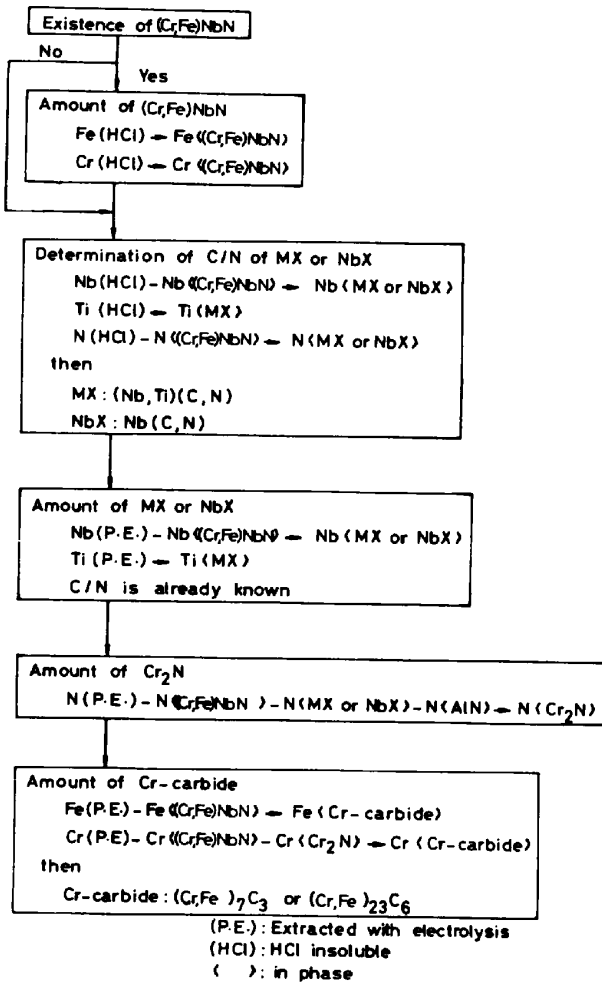 Existence of (Cr,Fe)NbN
No
Yes
Amount of (Cr,Fe)NbN
Fe(HCl) → Fe⟨(Cr,Fe)NbN⟩
Cr(HCl) → Cr⟨(Cr,Fe)NbN⟩
Determination of C/N of MX or NbX
Nb(HCl) – Nb⟨(Cr,Fe)NbN⟩ → Nb⟨MX or NbX⟩
Ti(HCl) → Ti⟨MX⟩
N(HCl) – N⟨(Cr,Fe)NbN⟩ → N⟨MX or NbX⟩
then
MX : (Nb,Ti)(C,N)
NbX : Nb(C,N)
Amount of MX or NbX
Nb(P.E.) – Nb⟨(Cr,Fe)NbN⟩ → Nb⟨MX or NbX⟩
Ti(P.E.) → Ti⟨MX⟩
C/N is already known
Amount of Cr₂N
N(P.E.) – N⟨(Cr,Fe)NbN⟩ – N⟨MX or NbX⟩ – N⟨AlN⟩ → N⟨Cr₂N⟩
Amount of Cr-carbide
Fe(P.E.) – Fe⟨(Cr,Fe)NbN⟩ → Fe⟨Cr-carbide⟩
Cr(P.E) – Cr⟨(Cr,Fe)NbN⟩ – Cr⟨Cr₂N⟩ → Cr⟨Cr-carbide⟩
then
Cr-carbide : (Cr,Fe)₇C₃ or (Cr,Fe)₂₃C₆
(P.E.) : Extracted with electrolysis
(HCl) : HCl insoluble
⟨ ⟩ : in phase